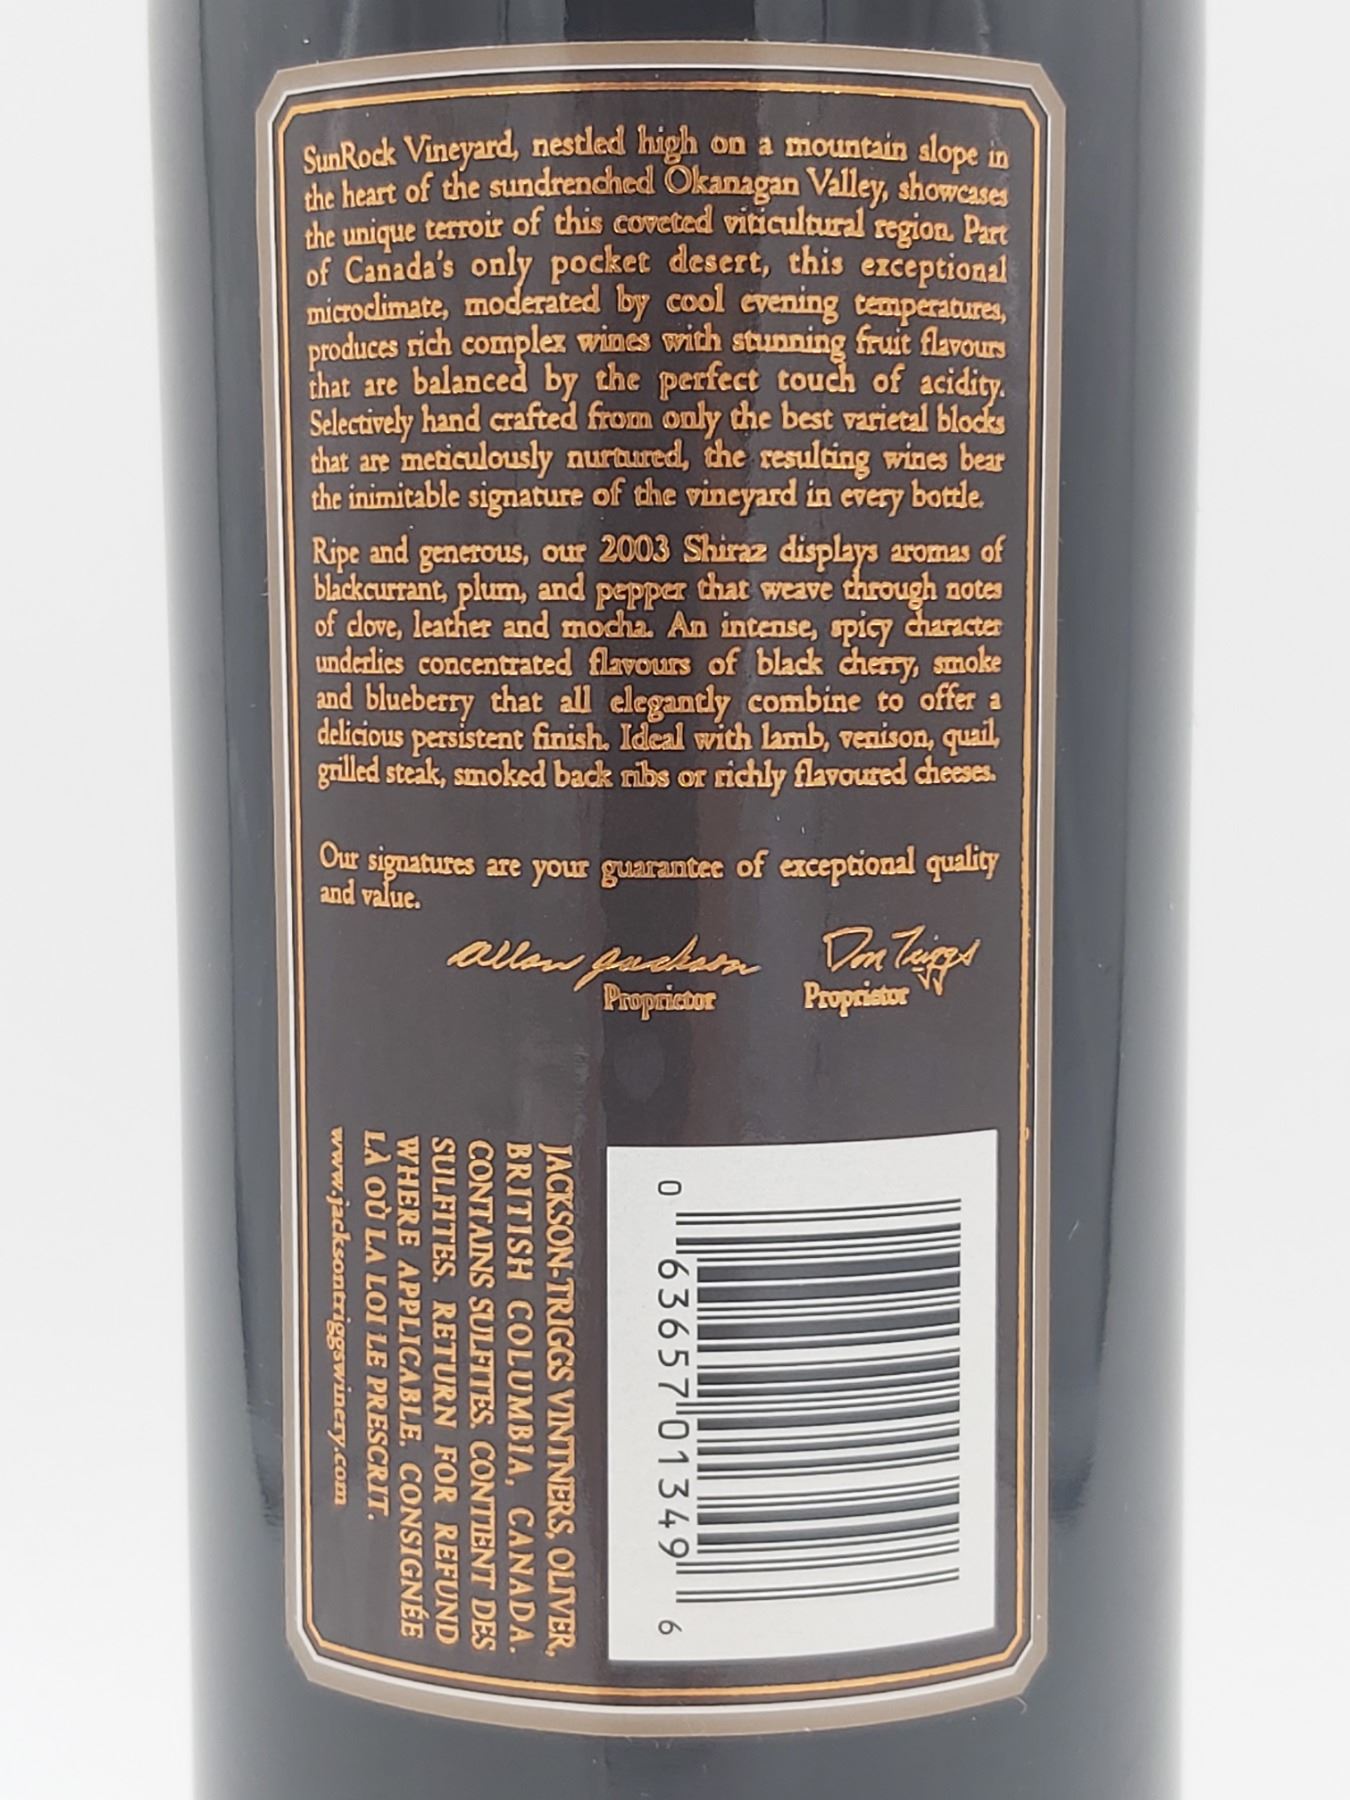 SunRock Vineyard, nestled high on a mountain slope in
the heart of the sundrenched Okanagan Valley, showcases
the unique terroir of this coveted viticultural region. Part
of Canada's only pocket desert, this exceptional
microclimate, moderated by cool evening temperatures,
produces rich complex wines with stunning fruit flavours
that are balanced by the perfect touch of acidity.
Selectively hand crafted from only the best varietal blocks
that are meticulously nurtured, the resulting wines bear
the inimitable signature of the vineyard in every bottle.
Ripe and generous, our 2003 Shiraz displays aromas of
blackcurrant, plum, and pepper that weave through notes
of clove, leather and mocha. An intense, spicy character
underlies concentrated flavours of black cherry, smoke
and blueberry that all elegantly combine to offer a
delicious persistent finish. Ideal with lamb, venison, quail,
grilled steak, smoked back ribs or richly flavoured cheeses.
Our signatures are your guarantee of exceptional quality
and value.
Allan Jackson Don Triggs
Proprietor Proprietor
JACKSON-TRIGGS VINTNERS, OLIVER,
BRITISH COLUMBIA, CANADA.
CONTAINS SULFITES. CONTIENT DES
SULFITES. RETURN FOR REFUND
WHERE APPLICABLE. CONSIGNÉE
LÀ OÙ LA LOI LE PRESCRIT.
www.jacksontriggswinery.com
0 63657 01349 6